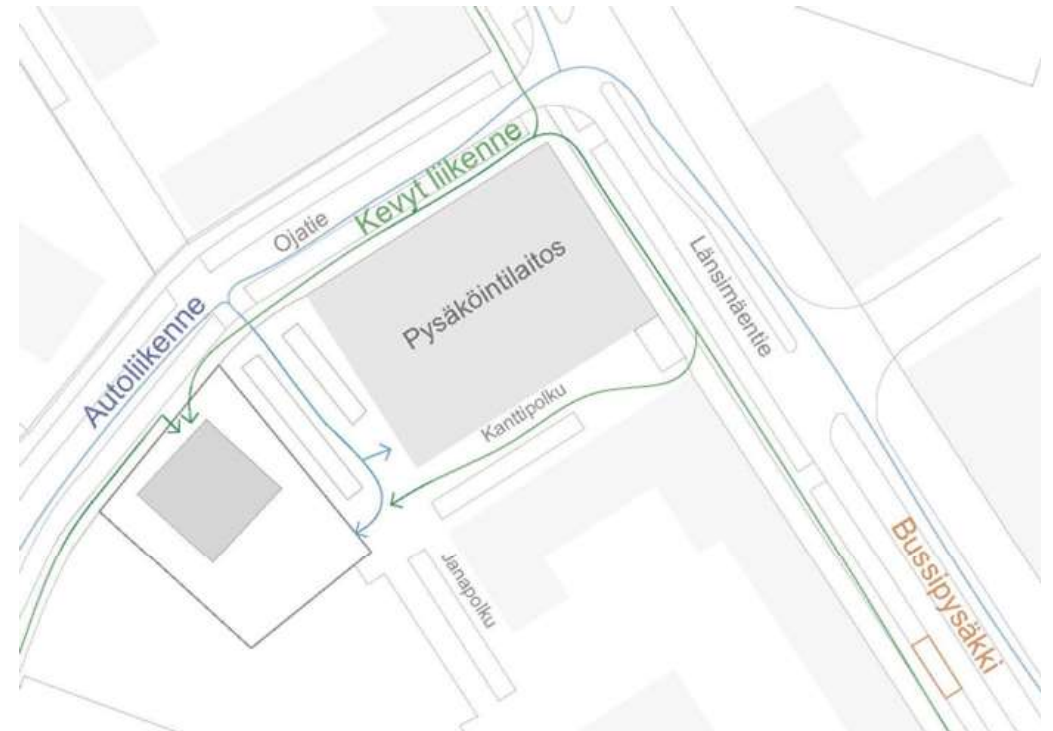 Kevyt liikenne
Ojatie
Länsimäentie
Pysäköintilaitos
Autoliikenne
Kanttipolku
Janapolku
Bussipysäkki